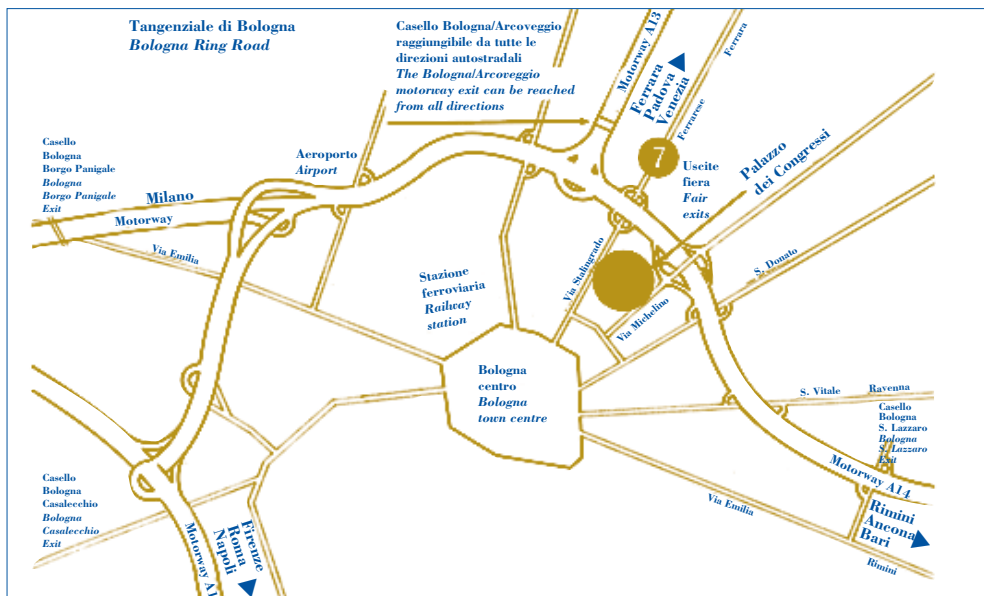 Tangenziale di Bologna
Bologna Ring Road
Casello Bologna/Arcoveggio
raggiungibile da tutte le
direzioni autostradali
The Bologna/Arcoveggio
motorway exit can be reached
from all directions
Motorway A13
Ferrara
Padova
Venezia
Ferrara
Ferrarese
7
Uscite
fiera
Fair
exits
Palazzo
dei Congressi
Casello
Bologna
Borgo Panigale
Bologna
Borgo Panigale
Exit
Aeroporto
Airport
Milano
Motorway
Via Emilia
Stazione
ferroviaria
Railway
station
Via Stalingrado
Via Michelino
S. Donato
Bologna
centro
Bologna
town centre
S. Vitale
Ravenna
Casello
Bologna
S. Lazzaro
Bologna
S. Lazzaro
Exit
Motorway A14
Via Emilia
Rimini
Ancona
Bari
Rimini
Casello
Bologna
Casalecchio
Bologna
Casalecchio
Exit
Motorway A1
Firenze
Roma
Napoli